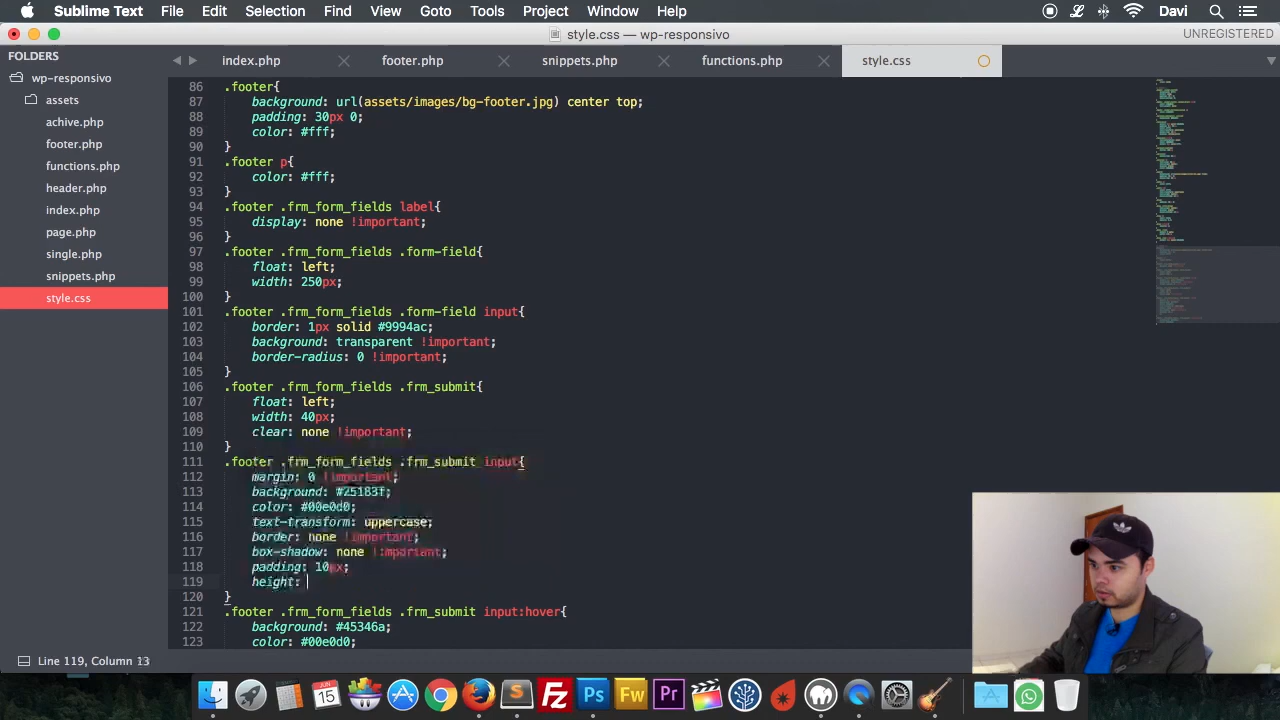 Sublime Text File Edit Selection Find View Goto Tools Project Window Help Davi
style.css — wp-responsivo UNREGISTERED
FOLDERS
wp-responsivo
assets
achive.php
footer.php
functions.php
header.php
index.php
page.php
single.php
snippets.php
style.css
index.php footer.php snippets.php functions.php style.css
86 .footer{
87 background: url(assets/images/bg-footer.jpg) center top;
88 padding: 30px 0;
89 color: #fff;
90 }
91 .footer p{
92 color: #fff;
93 }
94 .footer .frm_form_fields label{
95 display: none !important;
96 }
97 .footer .frm_form_fields .form-field{
98 float: left;
99 width: 250px;
100 }
101 .footer .frm_form_fields .form-field input{
102 border: 1px solid #9994ac;
103 background: transparent !important;
104 border-radius: 0 !important;
105 }
106 .footer .frm_form_fields .frm_submit{
107 float: left;
108 width: 40px;
109 clear: none !important;
110 }
111 .footer .frm_form_fields .frm_submit input{
112 margin: 0 !important;
113 background: #25183f;
114 color: #00e0d0;
115 text-transform: uppercase;
116 border: none !important;
117 box-shadow: none !important;
118 padding: 10px;
119 height:
120 }
121 .footer .frm_form_fields .frm_submit input:hover{
122 background: #45346a;
123 color: #00e0d0;
Line 119, Column 13
JUN 15 S Fz Ps Fw Pr